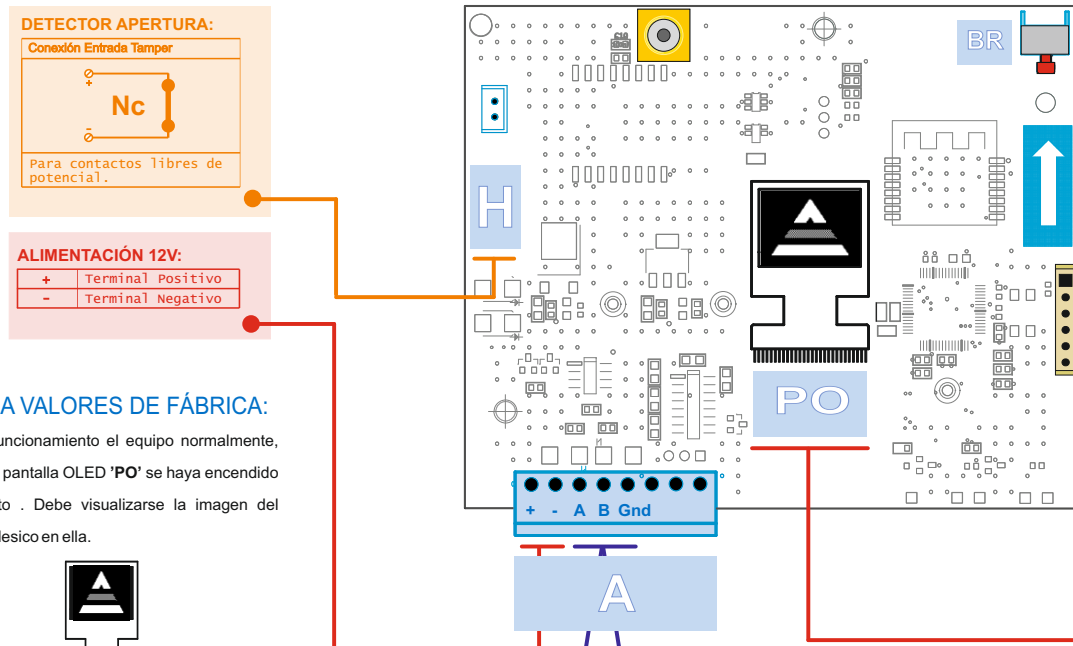 DETECTOR APERTURA:
Conexión Entrada Tamper
+
Nc
-
Para contactos libres de
potencial.
ALIMENTACIÓN 12V:
+ Terminal Positivo
- Terminal Negativo
A VALORES DE FÁBRICA:
uncionamiento el equipo normalmente,
pantalla OLED ’PO’ se haya encendido
to . Debe visualizarse la imagen del
lesico en ella.
C10
BR
H
PO
+ - A B Gnd
A